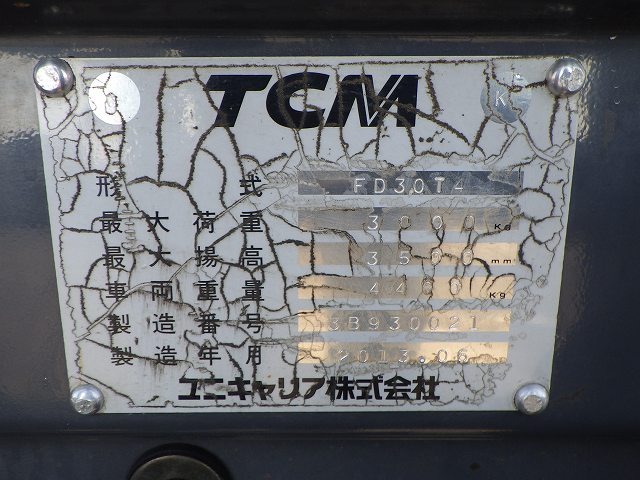 TCM
K
形式 FD30T4
最大荷重 3000 Kg
最大揚高 3500 mm
車両重量 4400 Kg
製造番号 3B930021
製造年月 2013.06
ユニキャリア株式会社